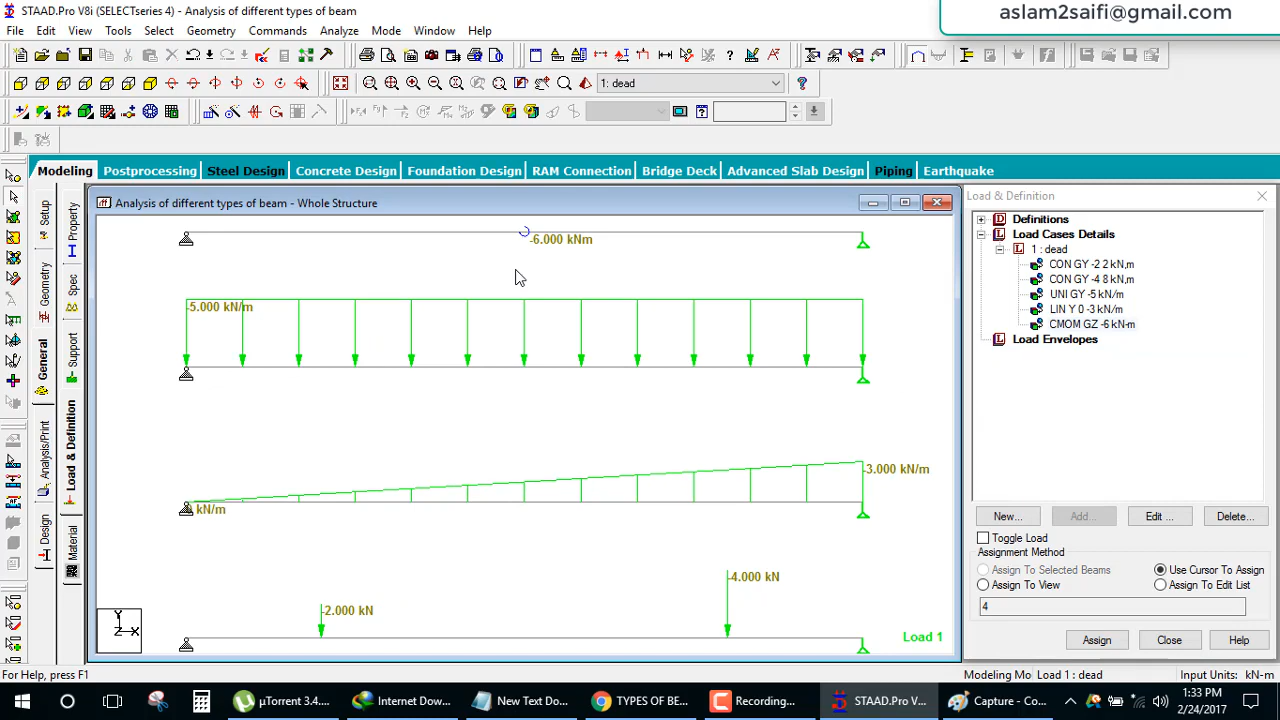 STAAD.Pro V8i (SELECTseries 4) - Analysis of different types of beam
aslam2saifi@gmail.com
File Edit View Tools Select Geometry Commands Analyze Mode Window Help
1: dead
Modeling Postprocessing Steel Design Concrete Design Foundation Design RAM Connection Bridge Deck Advanced Slab Design Piping Earthquake
Analysis of different types of beam - Whole Structure
Load & Definition
Setup
Geometry
General
Analysis/Print
Design
Property
Spec
Support
Load & Definition
Material
-6.000 kNm
-5.000 kN/m
-3.000 kN/m
kN/m
-4.000 kN
-2.000 kN
Load 1
Y
Z X
Definitions
Load Cases Details
1 : dead
CON GY -2 2 kN,m
CON GY -4 8 kN,m
UNI GY -5 kN/m
LIN Y 0 -3 kN/m
CMOM GZ -6 kN-m
Load Envelopes
New... Add... Edit ... Delete...
Toggle Load
Assignment Method
Assign To Selected Beams Use Cursor To Assign
Assign To View Assign To Edit List
4
Assign Close Help
For Help, press F1
Modeling Mo Load 1 : dead Input Units: kN-m
µTorrent 3.4.... Internet Dow... New Text Do... TYPES OF BE... Recording... STAAD.Pro V... Capture - Co...
1:33 PM
2/24/2017